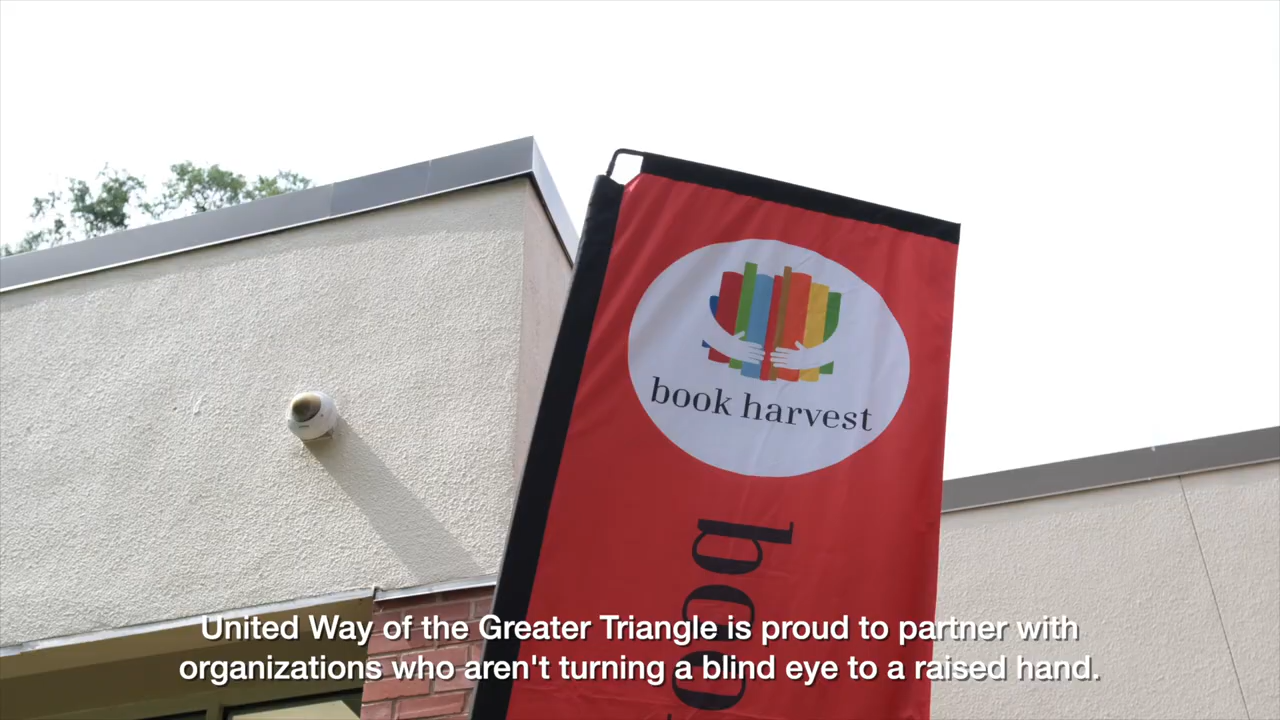 book harvest
boo
United Way of the Greater Triangle is proud to partner with
organizations who aren't turning a blind eye to a raised hand.